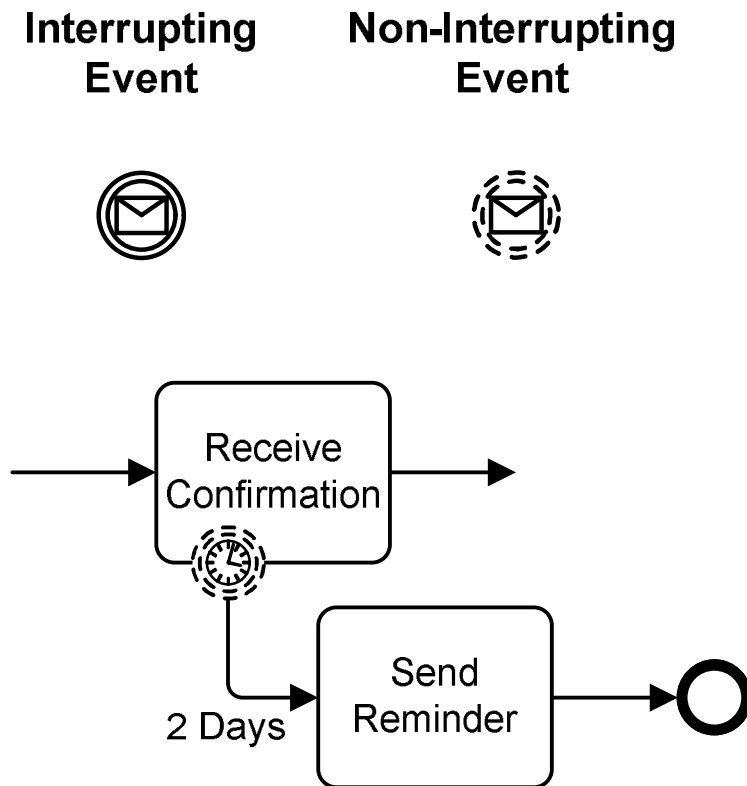 Interrupting
Event
Non-Interrupting
Event
Receive
Confirmation
Send
Reminder
2 Days